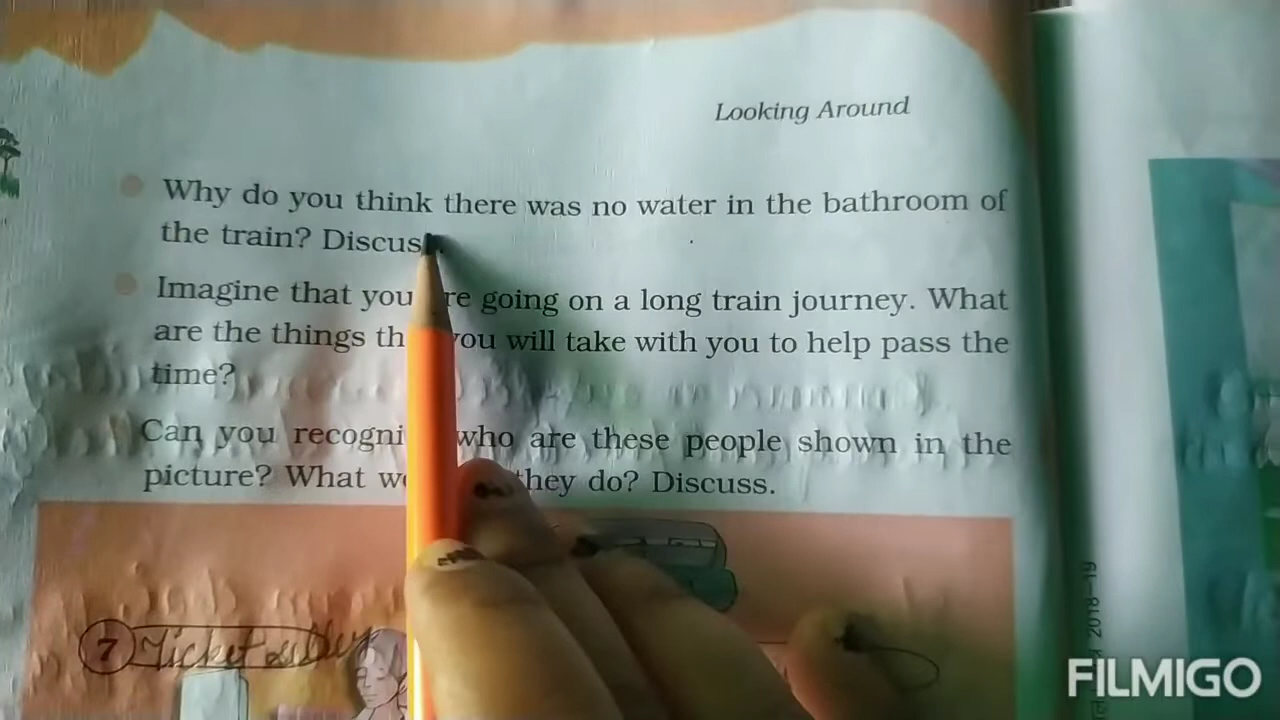 Looking Around
Why do you think there was no water in the bathroom of
the train? Discus
Imagine that you re going on a long train journey. What
are the things th you will take with you to help pass the
time?
Can you recogni who are these people shown in the
picture? What w they do? Discuss.
7 Ticket
2018–19
FILMIGO